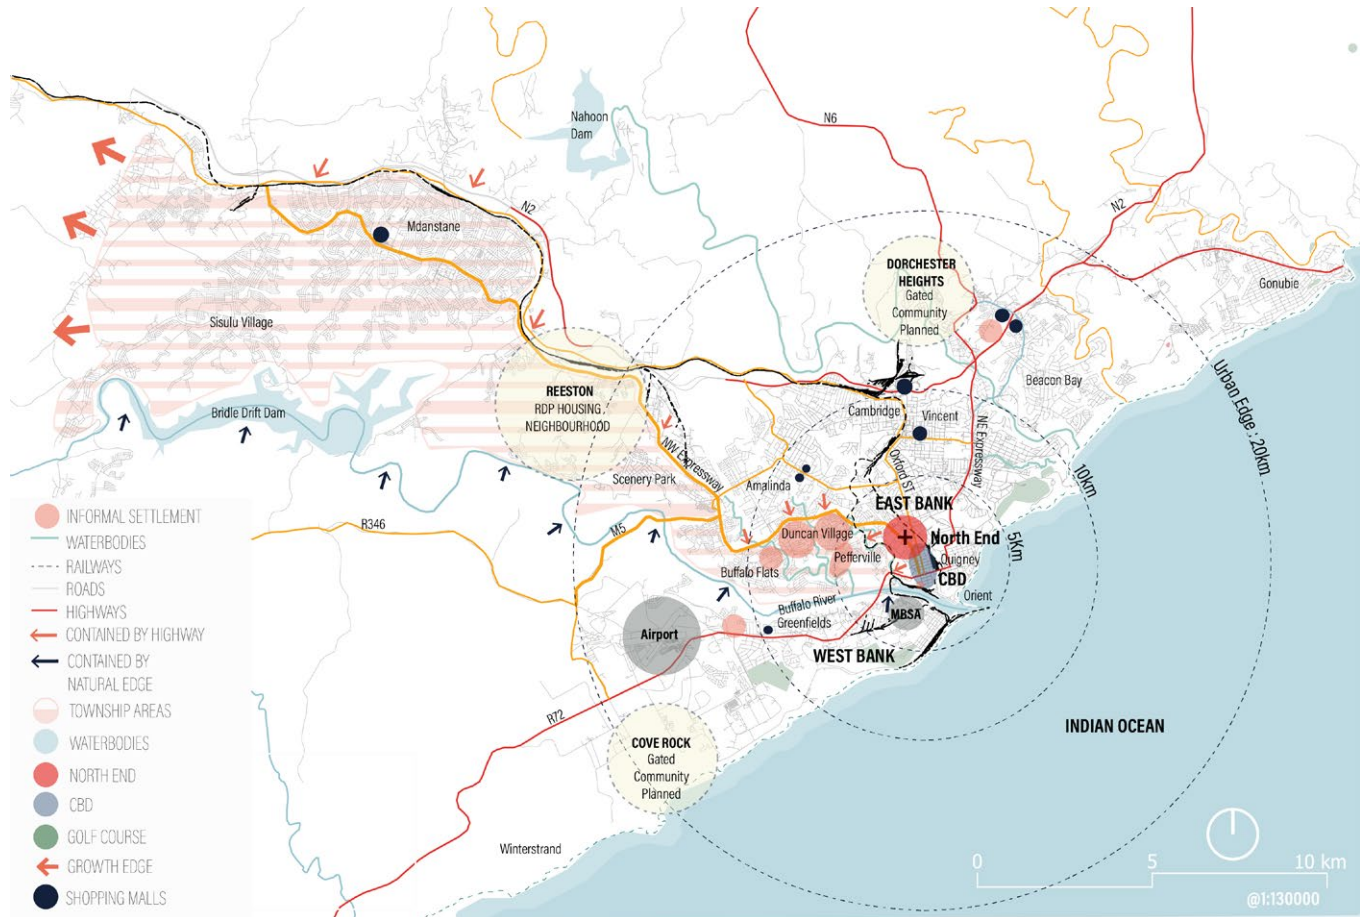 N6
Nahoon
Dam
N2
N2
Mdanstane
DORCHESTER
HEIGHTS
Gated
Community
Planned
Gonubie
Sisulu Village
Urban Edge : 20km
Beacon Bay
REESTON
RDP HOUSING
NEIGHBOURHOOD
Bridle Drift Dam
Cambridge
Vincent
NE Expressway
Oxford ST.
10km
NW Expressway
Scenery Park
Amalinda
EAST BANK
5Km
R346
M5
Duncan Village
North End
Pefferville
Quigney
Buffalo Flats
CBD
Orient
Buffalo River
MBSA
Greenfields
Airport
WEST BANK
R72
INDIAN OCEAN
COVE ROCK
Gated
Community
Planned
Winterstrand
INFORMAL SETTLEMENT
WATERBODIES
RAILWAYS
ROADS
HIGHWAYS
CONTAINED BY HIGHWAY
CONTAINED BY
NATURAL EDGE
TOWNSHIP AREAS
WATERBODIES
NORTH END
CBD
GOLF COURSE
GROWTH EDGE
SHOPPING MALLS
0 5 10 km
@1:130000